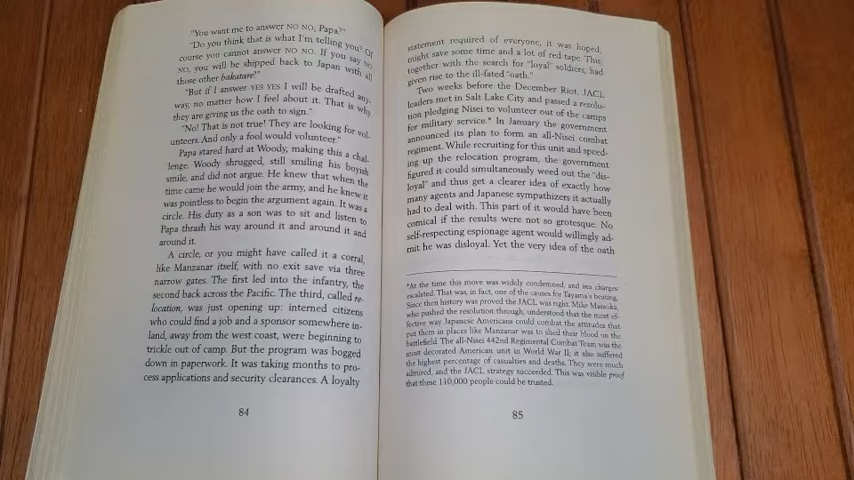 "You want me to answer NO NO, Papa?"
"Do you think that is what I'm telling you? Of
course you cannot answer NO NO. If you say NO
NO, you will be shipped back to Japan with all
those other bakatare!"
"But if I answer YES YES I will be drafted any-
way, no matter how I feel about it. That is why
they are giving us the oath to sign."
"No! That is not true! They are looking for vol-
unteers. And only a fool would volunteer."
Papa stared hard at Woody, making this a chal-
lenge. Woody shrugged, still smiling his boyish
smile, and did not argue. He knew that when the
time came he would join the army, and he knew it
was pointless to begin the argument again. It was a
circle. His duty as a son was to sit and listen to
Papa thrash his way around it and around it and
around it.
A circle, or you might have called it a corral,
like Manzanar itself, with no exit save via three
narrow gates. The first led into the infantry, the
second back across the Pacific. The third, called re-
location, was just opening up: interned citizens
who could find a job and a sponsor somewhere in-
land, away from the west coast, were beginning to
trickle out of camp. But the program was bogged
down in paperwork. It was taking months to pro-
cess applications and security clearances. A loyalty
84
statement required of everyone, it was hoped,
might save some time and a lot of red tape. This,
together with the search for "loyal" soldiers, had
given rise to the ill-fated "oath."
Two weeks before the December Riot, JACL
leaders met in Salt Lake City and passed a resolu-
tion pledging Nisei to volunteer out of the camps
for military service.* In January the government
announced its plan to form an all-Nisei combat
regiment. While recruiting for this unit and speed-
ing up the relocation program, the government
figured it could simultaneously weed out the "dis-
loyal" and thus get a clearer idea of exactly how
many agents and Japanese sympathizers it actually
had to deal with. This part of it would have been
comical if the results were not so grotesque. No
self-respecting espionage agent would willingly ad-
mit he was disloyal. Yet the very idea of the oath
*At the time this move was widely condemned, and charges
escalated. That was, in fact, one of the causes for Tayama's beating.
Since then history has proved the JACL was right. Mike Masaoka,
who pushed the resolution through, understood that the most ef-
fective way Japanese Americans could combat the attitudes that
put them in places like Manzanar was to shed their blood on the
battlefield. The all-Nisei 442nd Regimental Combat Team was the
most decorated American unit in World War II; it also suffered
the highest percentage of casualties and deaths. They were much
admired, and the JACL strategy succeeded. This was visible proof
that these 110,000 people could be trusted.
85